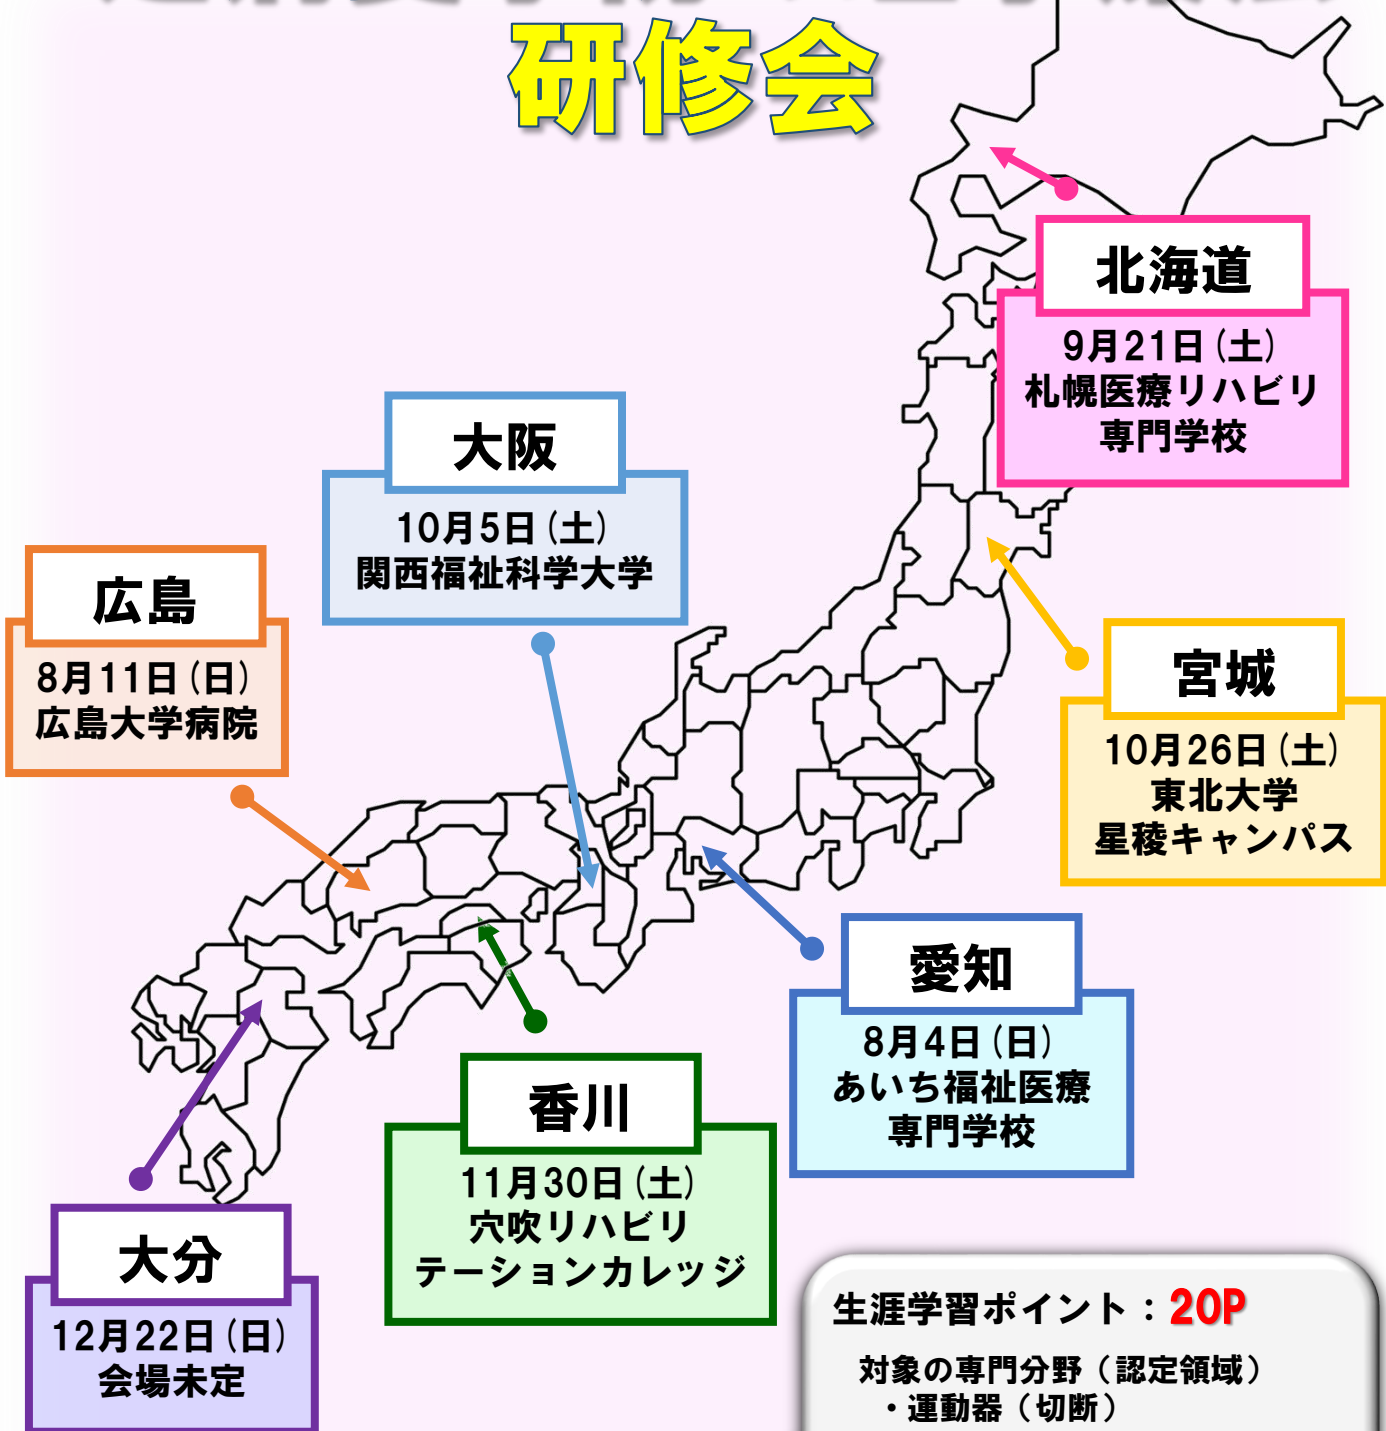 研修会
北海道
9月21日(土)
札幌医療リハビリ
専門学校
大阪
10月5日(土)
関西福祉科学大学
広島
8月11日(日)
広島大学病院
宮城
10月26日(土)
東北大学
星稜キャンパス
愛知
8月4日(日)
あいち福祉医療
専門学校
香川
11月30日(土)
穴吹リハビリ
テーションカレッジ
大分
12月22日(日)
会場未定
生涯学習ポイント：20P
対象の専門分野（認定領域）
・運動器（切断）